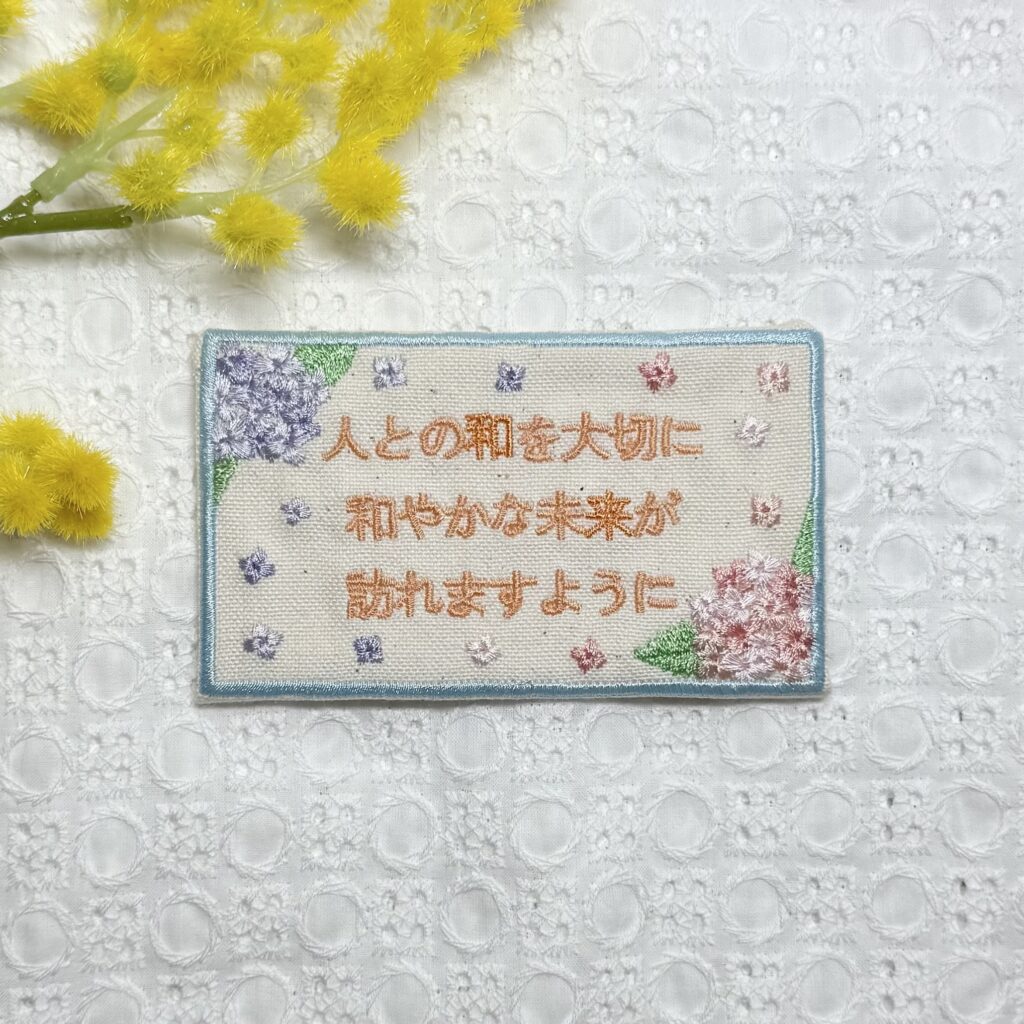 人との和を大切に
和やかな未来が
訪れますように